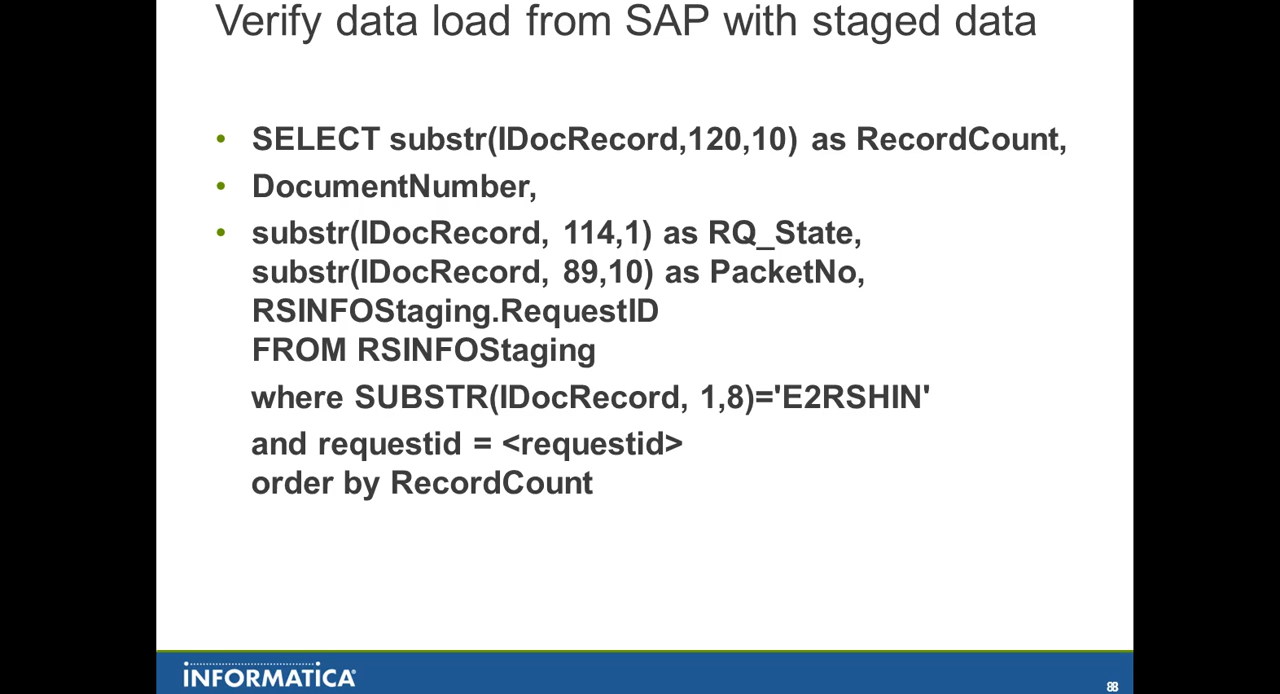 Verify data load from SAP with staged data
• SELECT substr(IDocRecord,120,10) as RecordCount,
• DocumentNumber,
• substr(IDocRecord, 114,1) as RQ_State,
substr(IDocRecord, 89,10) as PacketNo,
RSINFOStaging.RequestID
FROM RSINFOStaging
where SUBSTR(IDocRecord, 1,8)='E2RSHIN'
and requestid = <requestid>
order by RecordCount
INFORMATICA
88